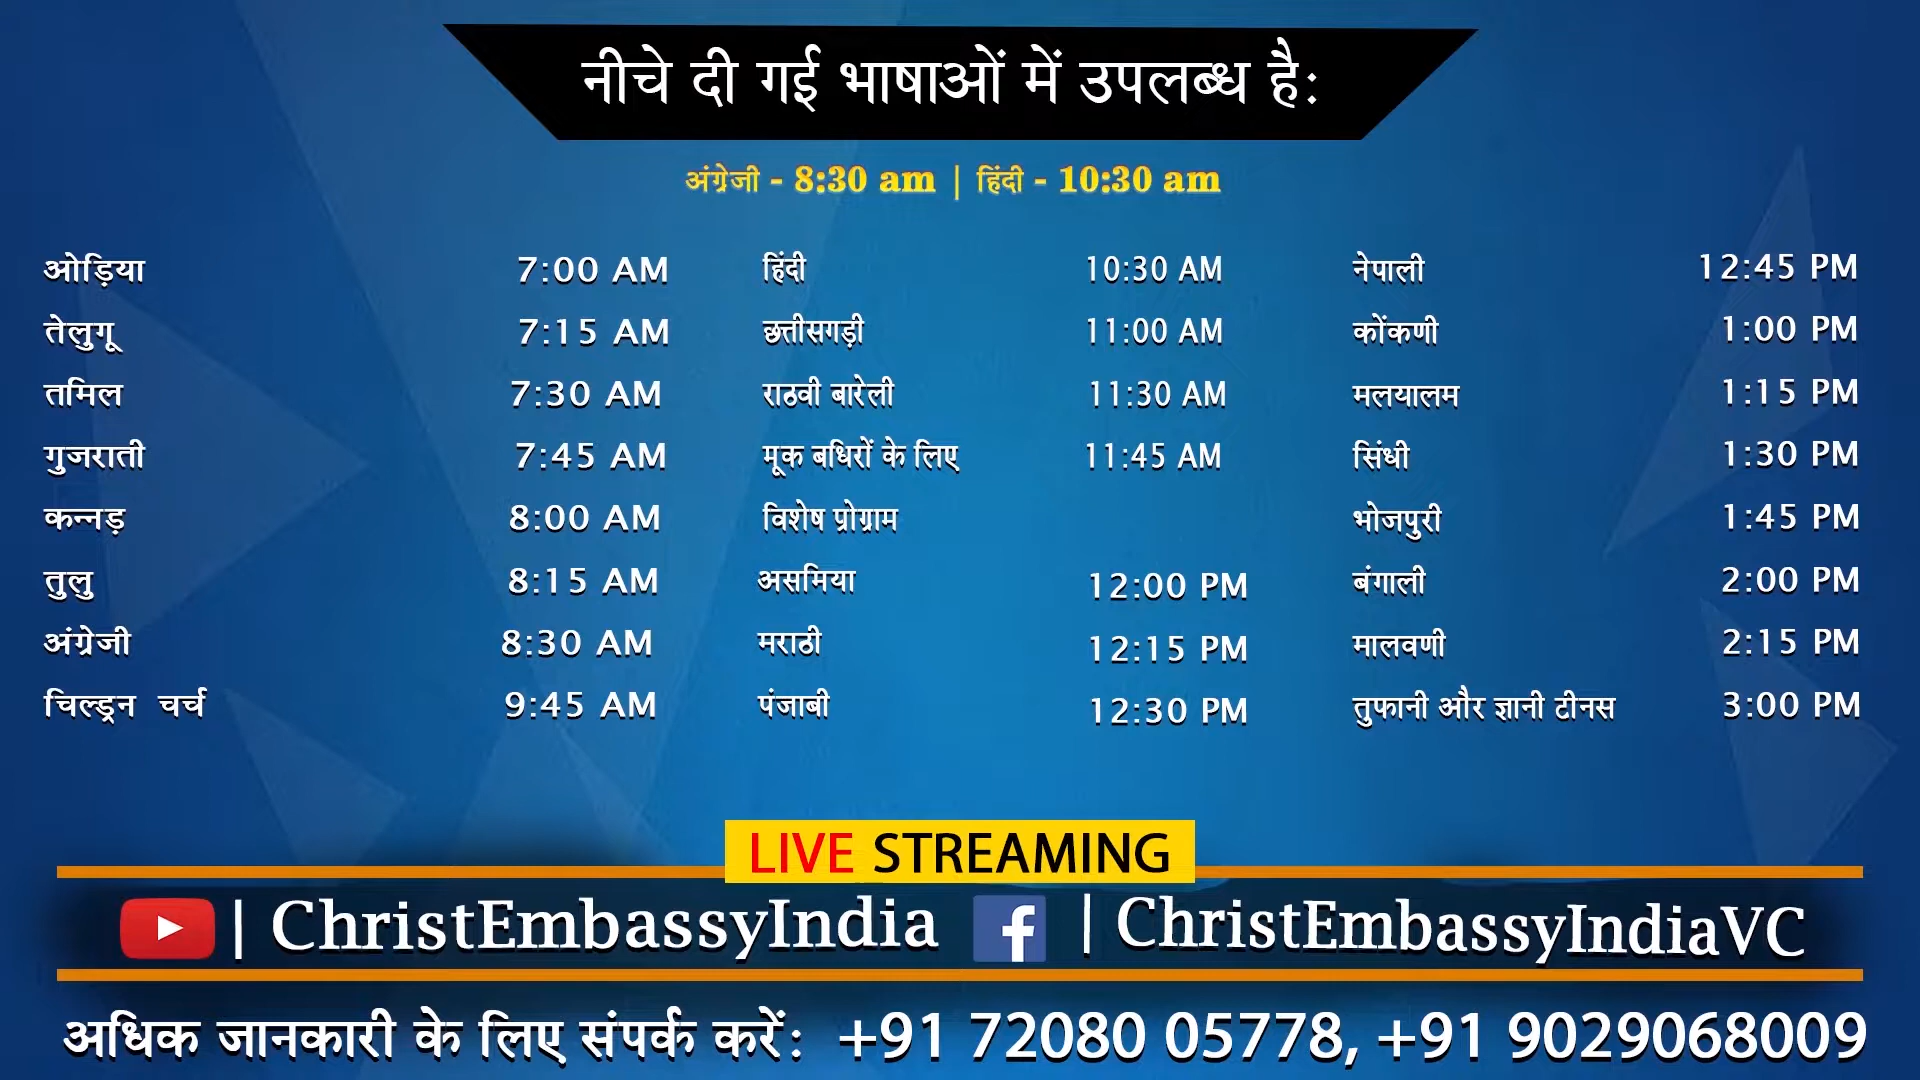 नीचे दी गई भाषाओं में उपलब्ध है:
अंग्रेजी - 8:30 am | हिंदी - 10:30 am
ओड़िया 7:00 AM
तेलुगू 7:15 AM
तमिल 7:30 AM
गुजराती 7:45 AM
कन्नड़ 8:00 AM
तुलु 8:15 AM
अंग्रेजी 8:30 AM
चिल्ड्रन चर्च 9:45 AM
हिंदी 10:30 AM
छत्तीसगड़ी 11:00 AM
राठवी बारेली 11:30 AM
मूक बधिरों के लिए 11:45 AM
विशेष प्रोग्राम
असमिया 12:00 PM
मराठी 12:15 PM
पंजाबी 12:30 PM
नेपाली 12:45 PM
कोंकणी 1:00 PM
मलयालम 1:15 PM
सिंधी 1:30 PM
भोजपुरी 1:45 PM
बंगाली 2:00 PM
मालवणी 2:15 PM
तुफानी और ज्ञानी टीनस 3:00 PM
LIVE STREAMING
| ChristEmbassyIndia | ChristEmbassyIndiaVC
अधिक जानकारी के लिए संपर्क करें: +91 72080 05778, +91 9029068009